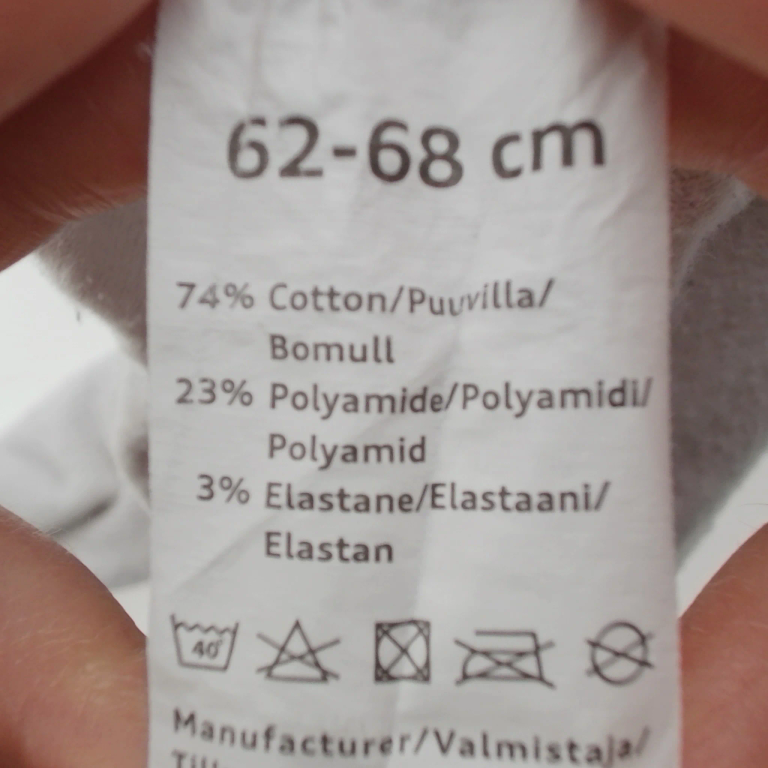 62-68 cm
74% Cotton/Puuvilla/
Bomull
23% Polyamide/Polyamidi/
Polyamid
3% Elastane/Elastaani/
Elastan
40°
Manufacturer/Valmistaja/